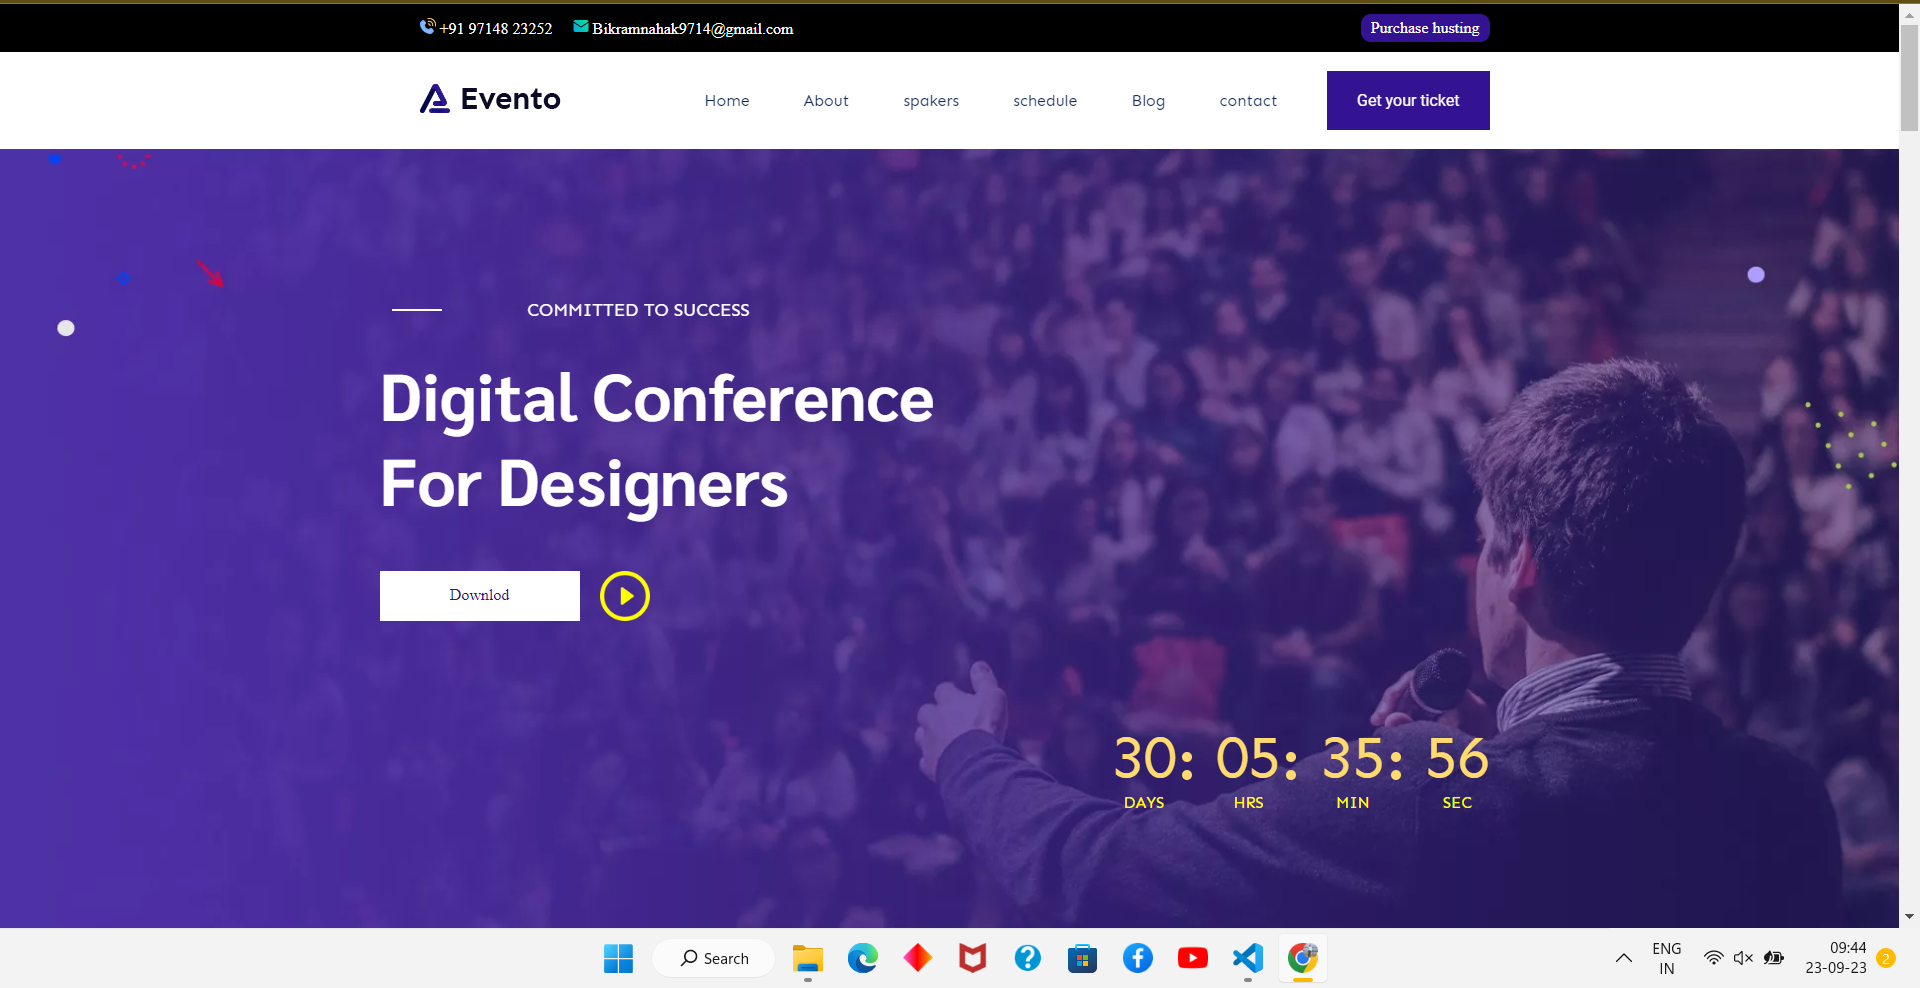 +91 97148 23252 Bikramnahak9714@gmail.com Purchase husting
Evento Home About spakers schedule Blog contact Get your ticket
COMMITTED TO SUCCESS
Digital Conference
For Designers
Downlod
30: 05: 35: 56
DAYS HRS MIN SEC
Search
ENG
IN
09:44
23-09-23
2